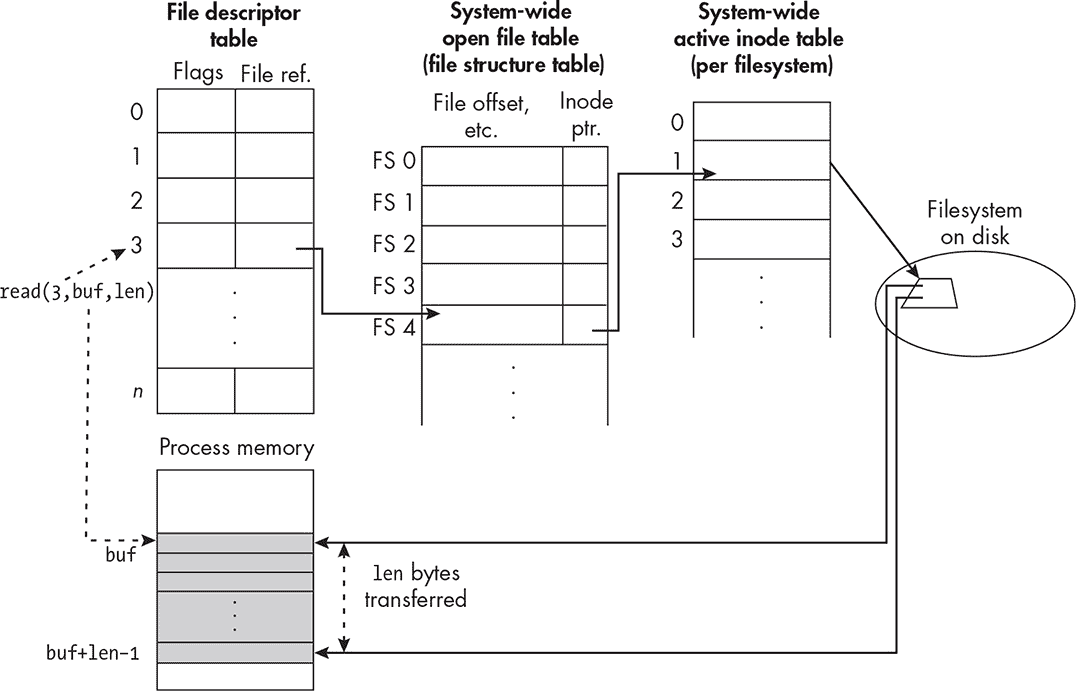 File descriptor
table
Flags File ref.
0
1
2
3
n
read(3,buf,len)
System-wide
open file table
(file structure table)
File offset,
etc.
Inode
ptr.
FS 0
FS 1
FS 2
FS 3
FS 4
System-wide
active inode table
(per filesystem)
0
1
2
3
Filesystem
on disk
Process memory
buf
len bytes
transferred
buf+len–1